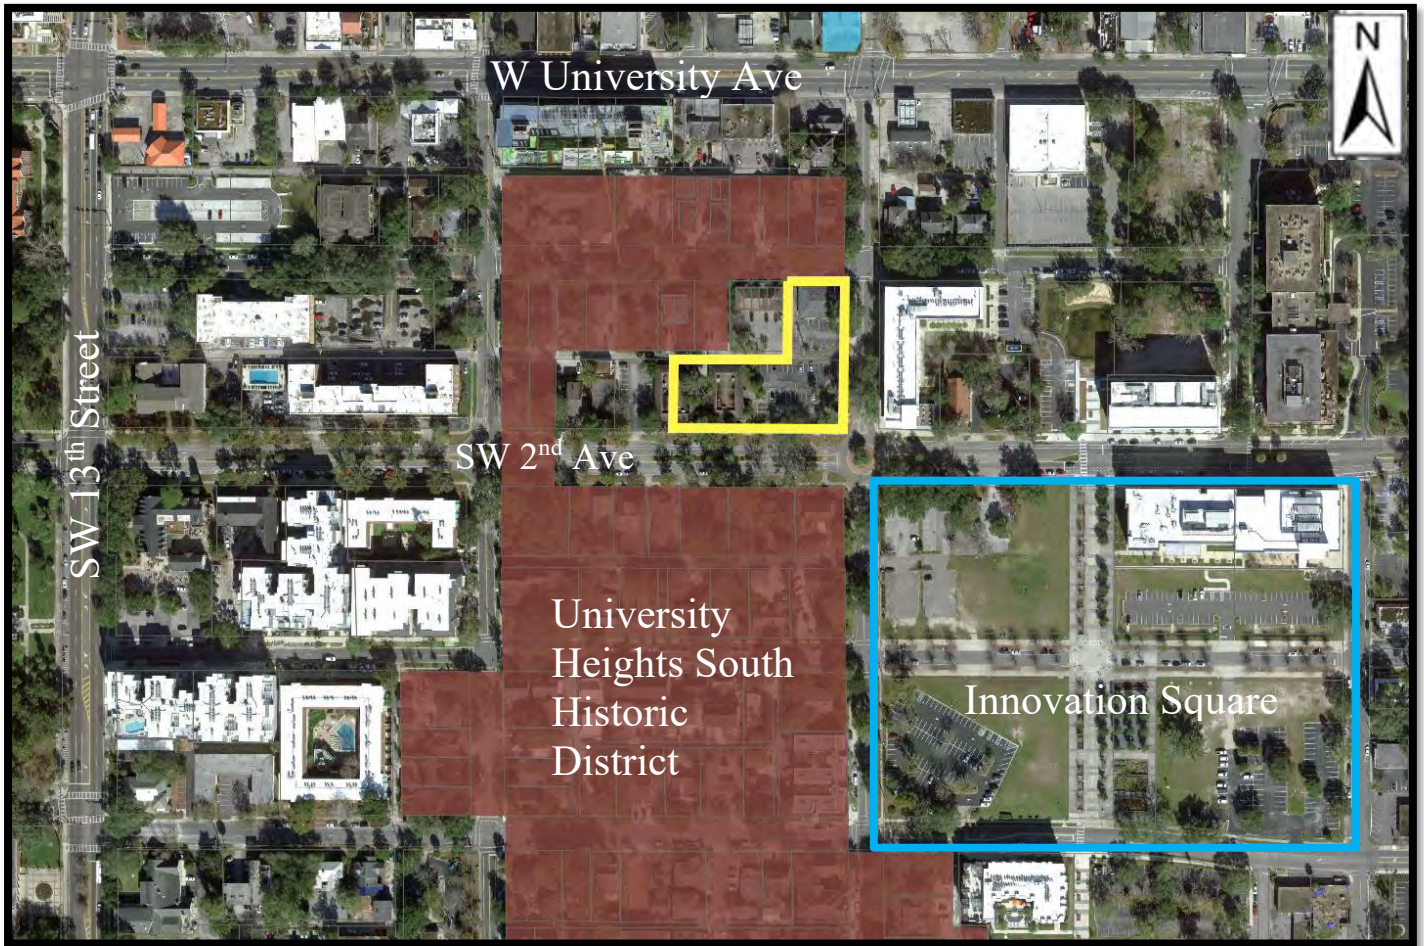 N
W University Ave
SW 13th Street
SW 2nd Ave
University
Heights South
Historic
District
Innovation Square